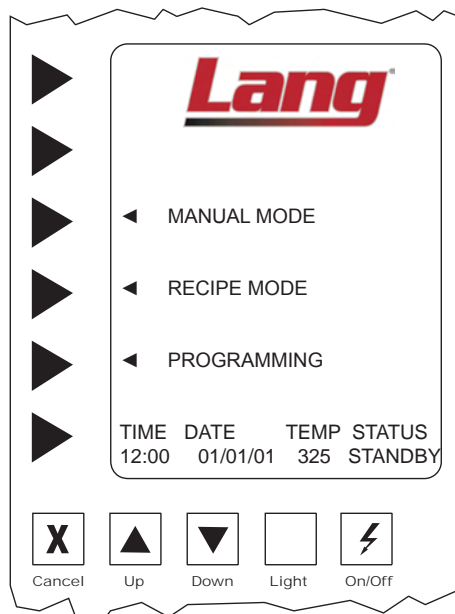 Lang
MANUAL MODE
RECIPE MODE
PROGRAMMING
TIME DATE TEMP STATUS
12:00 01/01/01 325 STANDBY
X
Cancel Up Down Light On/Off